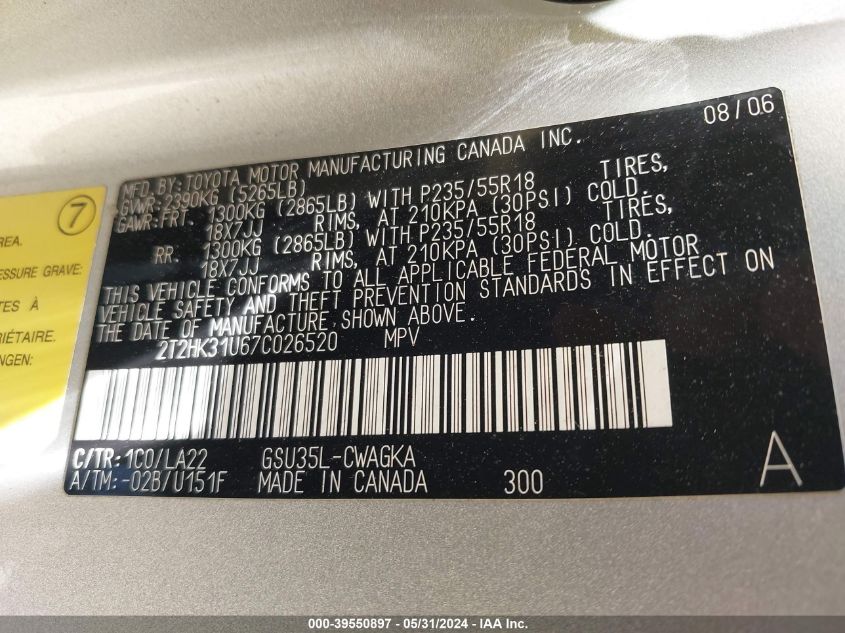 08/06
MFD.BY:TOYOTA MOTOR MANUFACTURING CANADA INC.
GVWR:2390KG (5265LB)
GAWR:FRT. 1300KG (2865LB) WITH P235/55R18 TIRES,
18X7JJ RIMS, AT 210KPA (30PSI) COLD.
RR. 1300KG (2865LB) WITH P235/55R18 TIRES,
18X7JJ RIMS, AT 210KPA (30PSI) COLD.
THIS VEHICLE CONFORMS TO ALL APPLICABLE FEDERAL MOTOR
VEHICLE SAFETY AND THEFT PREVENTION STANDARDS IN EFFECT ON
THE DATE OF MANUFACTURE SHOWN ABOVE.
2T2HK31U67C026520 MPV
C/TR:1C0/LA22 GSU35L-CWAGKA
A/TM:-02B/U151F MADE IN CANADA 300
A
7
REA.
ESSURE GRAVE:
TES À
RIÉTAIRE.
NGEN:
000-39550897 - 05/31/2024 - IAA Inc.